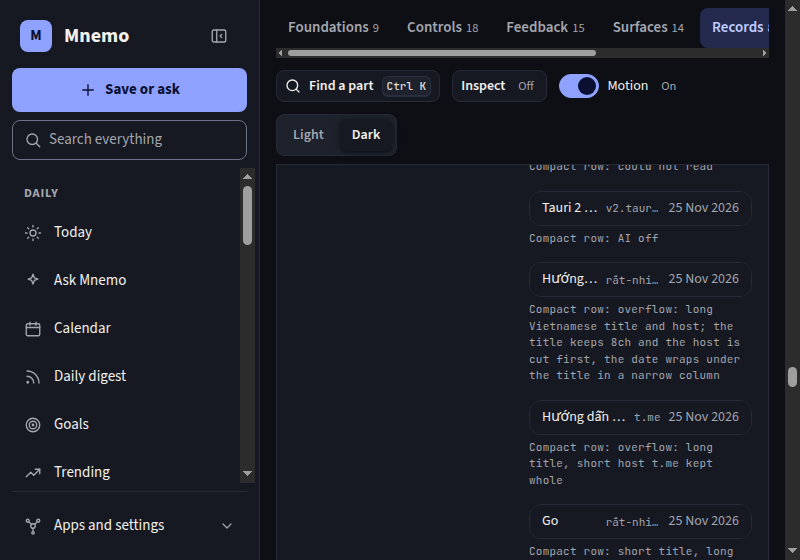 M Mnemo
Save or ask
Search everything
DAILY
Today
Ask Mnemo
Calendar
Daily digest
Goals
Trending
Apps and settings
Foundations 9 Controls 18 Feedback 15 Surfaces 14 Records
Find a part Ctrl K Inspect Off Motion On
Light Dark
Compact row: could not read
Tauri 2 … v2.taur… 25 Nov 2026
Compact row: AI off
Hướng… rất-nhi… 25 Nov 2026
Compact row: overflow: long
Vietnamese title and host; the
title keeps 8ch and the host is
cut first, the date wraps under
the title in a narrow column
Hướng dẫn … t.me 25 Nov 2026
Compact row: overflow: long
title, short host t.me kept
whole
Go rất-nhi… 25 Nov 2026
Compact row: short title, long